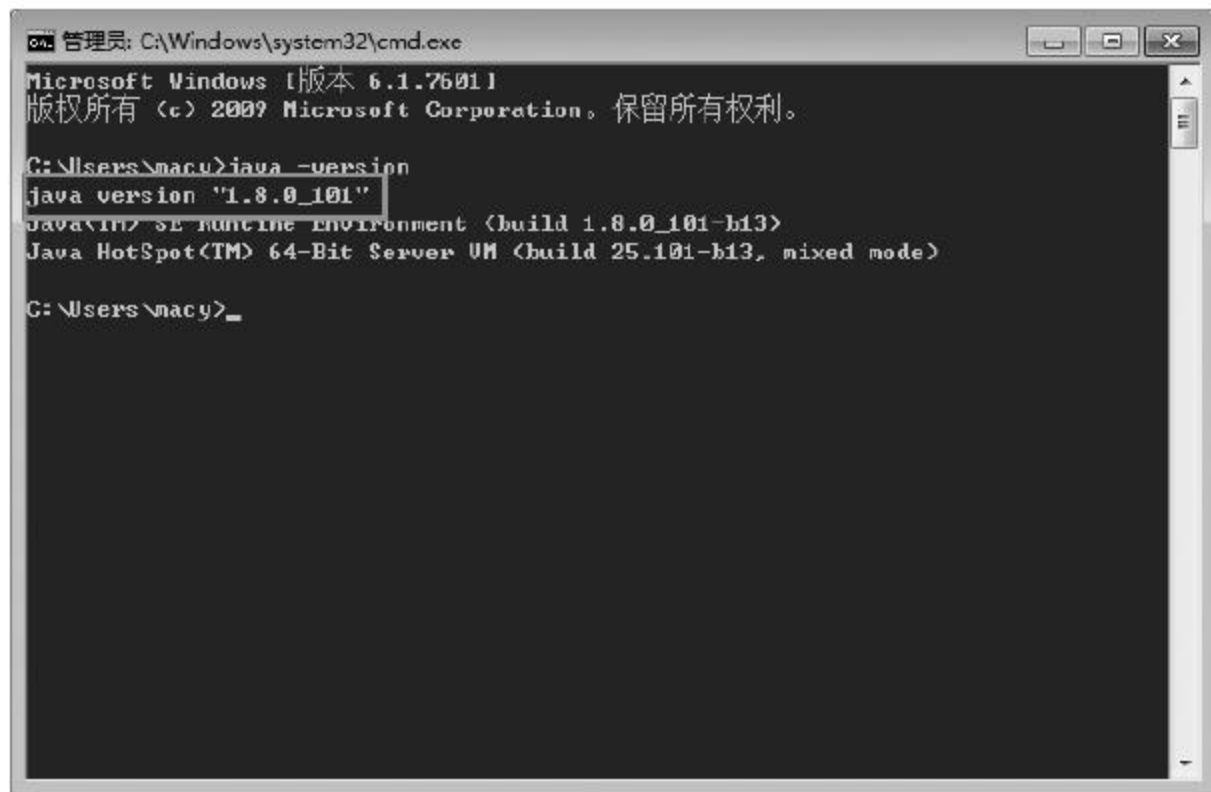 管理员: C:\Windows\system32\cmd.exe
Microsoft Windows [版本 6.1.7601]
版权所有 (c) 2009 Microsoft Corporation。保留所有权利。
C:\Users\macy>java -version
java version "1.8.0_101"
Java(TM) SE Runtime Environment (build 1.8.0_101-b13)
Java HotSpot(TM) 64-Bit Server VM (build 25.101-b13, mixed mode)
C:\Users\macy>_